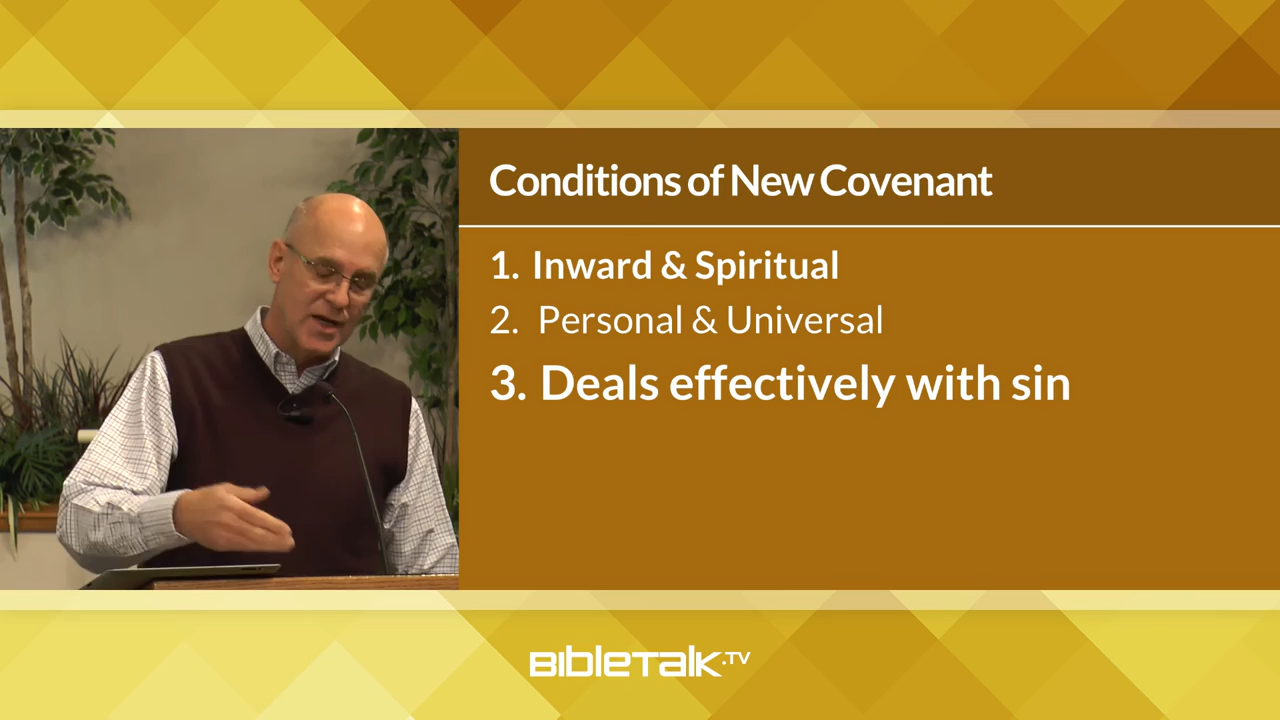 Conditions of New Covenant
1. Inward & Spiritual
2. Personal & Universal
3. Deals effectively with sin
BIBLETALK.TV